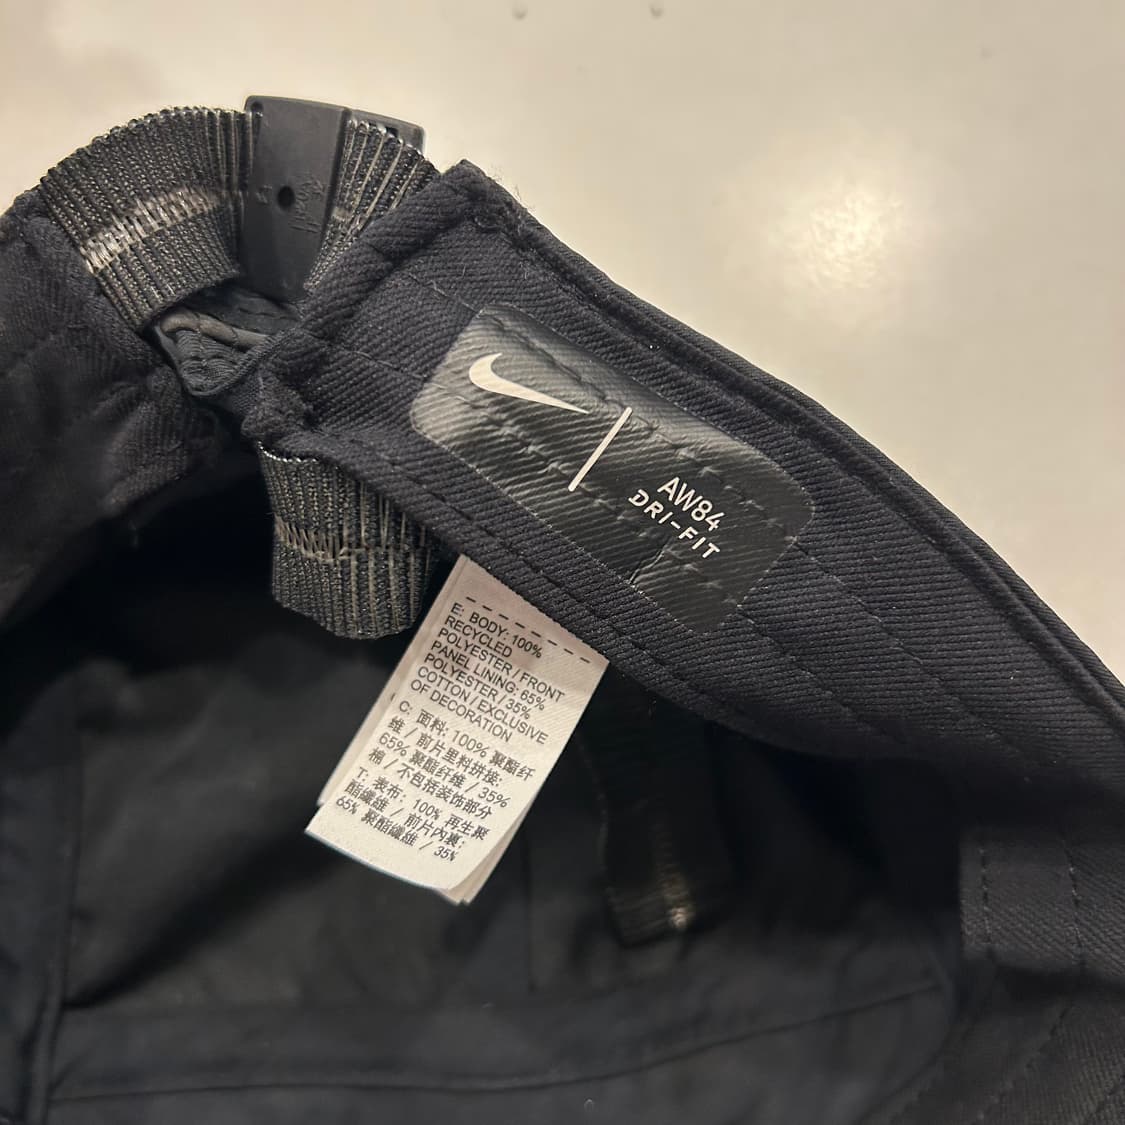 AW84
DRI-FIT
E: BODY: 100%
RECYCLED
POLYESTER / FRONT
PANEL LINING: 65%
POLYESTER / 35%
COTTON / EXCLUSIVE
OF DECORATION
C: 面料: 100% 聚酯纤
维 / 前片里料拼接:
65% 聚酯纤维 / 35%
棉 / 不包括装饰部分
T: 表布: 100% 再生聚
酯纖維 / 前片內裏:
65% 聚酯纖維 / 35%